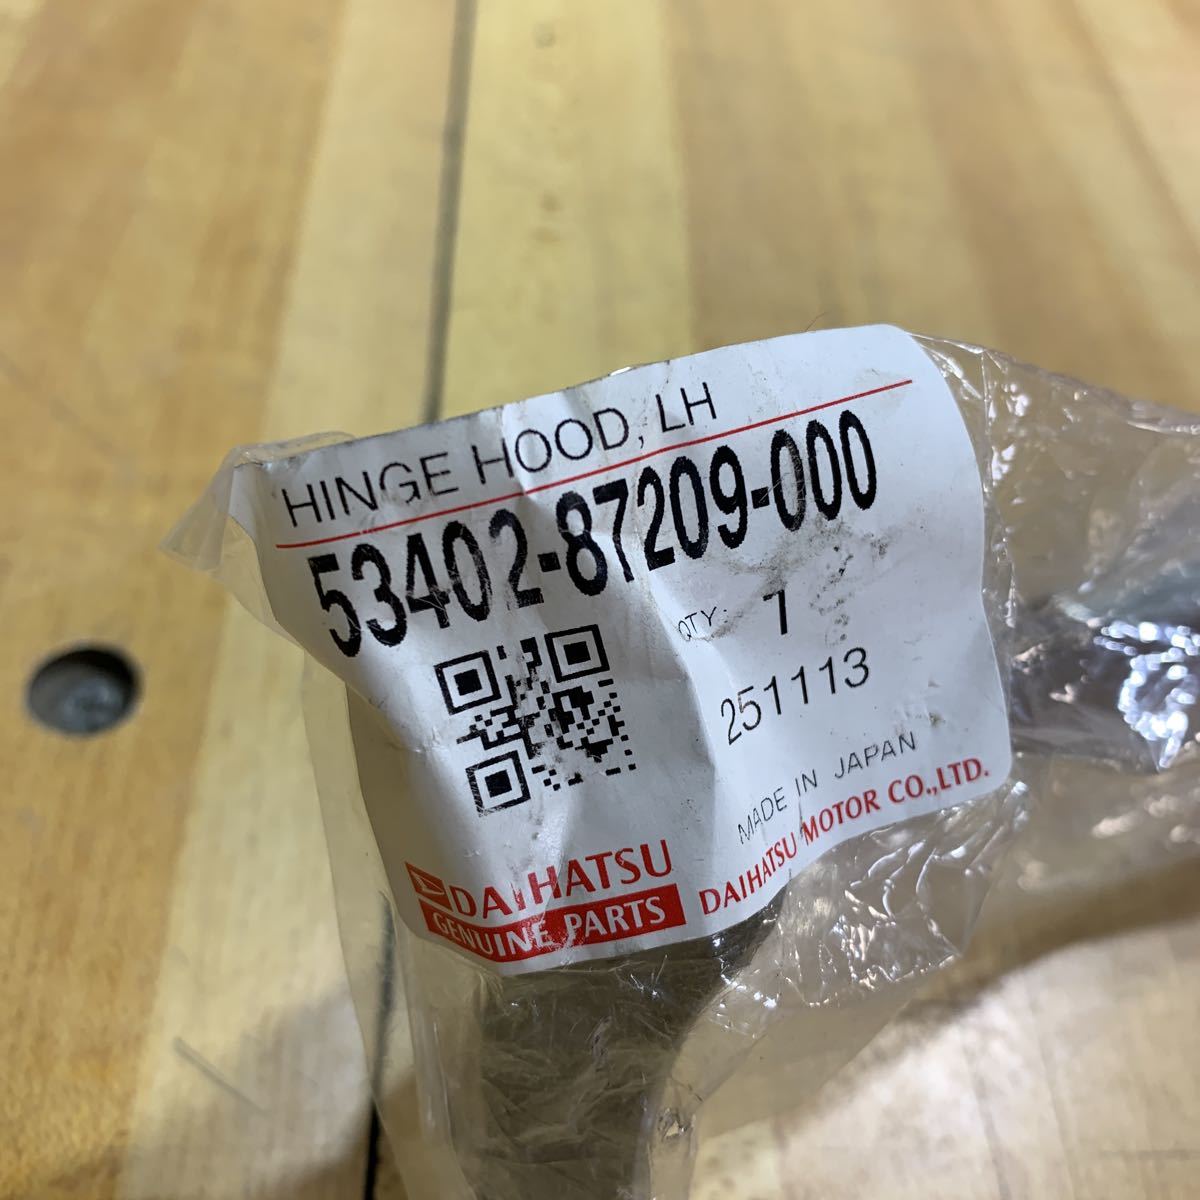 HINGE HOOD, LH
53402-87209-000
QTY. 1
251113
MADE IN JAPAN
DAIHATSU MOTOR CO.,LTD.
DAIHATSU
GENUINE PARTS